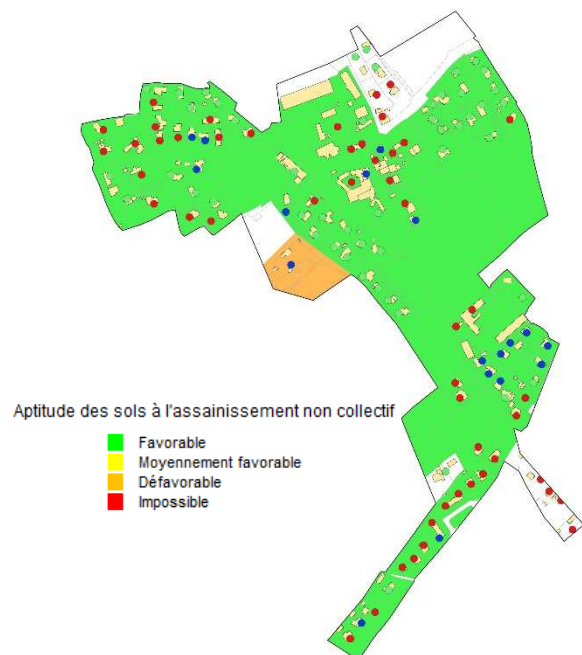 Aptitude des sols à l'assainissement non collectif
Favorable
Moyennement favorable
Défavorable
Impossible